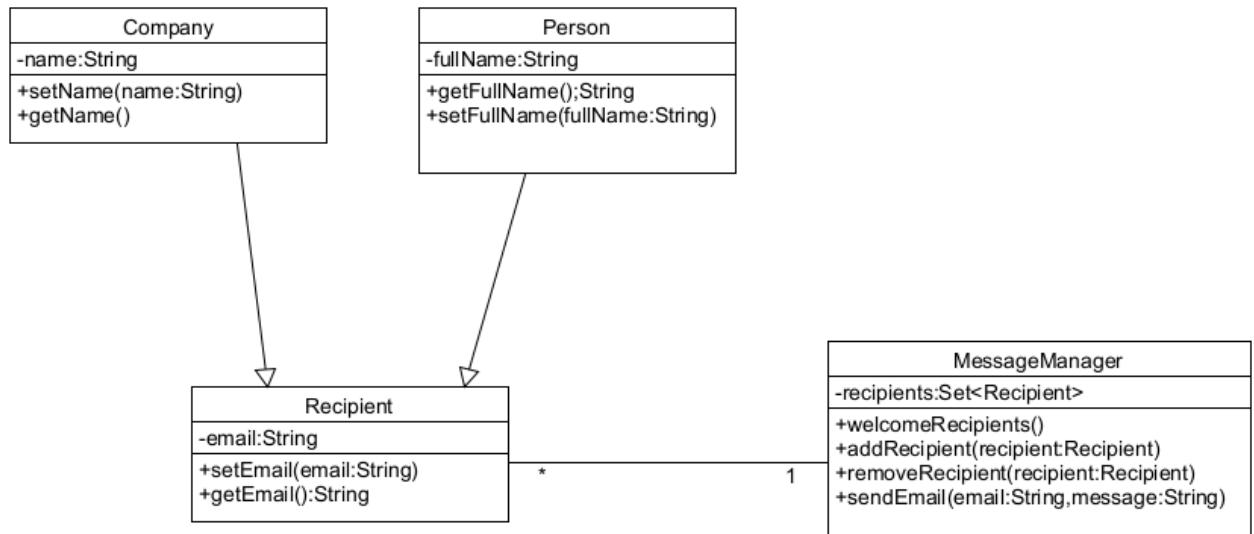 Company
-name:String
+setName(name:String)
+getName()
Person
-fullName:String
+getFullName();String
+setFullName(fullName:String)
Recipient
-email:String
+setEmail(email:String)
+getEmail():String
*
1
MessageManager
-recipients:Set<Recipient>
+welcomeRecipients()
+addRecipient(recipient:Recipient)
+removeRecipient(recipient:Recipient)
+sendEmail(email:String,message:String)